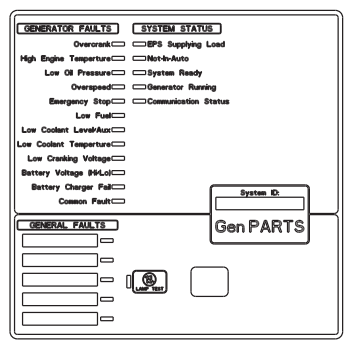 GENERATOR FAULTS
Overcrank
High Engine Temperture
Low Oil Pressure
Overspeed
Emergency Stop
Low Fuel
Low Coolant Level/Aux
Low Coolant Temperture
Low Cranking Voltage
Battery Voltage (Hi/Lo)
Battery Charger Fail
Common Fault
SYSTEM STATUS
EPS Supplying Load
Not-In-Auto
System Ready
Generator Running
Communication Status
System ID:
Gen PARTS
GENERAL FAULTS
LAMP TEST